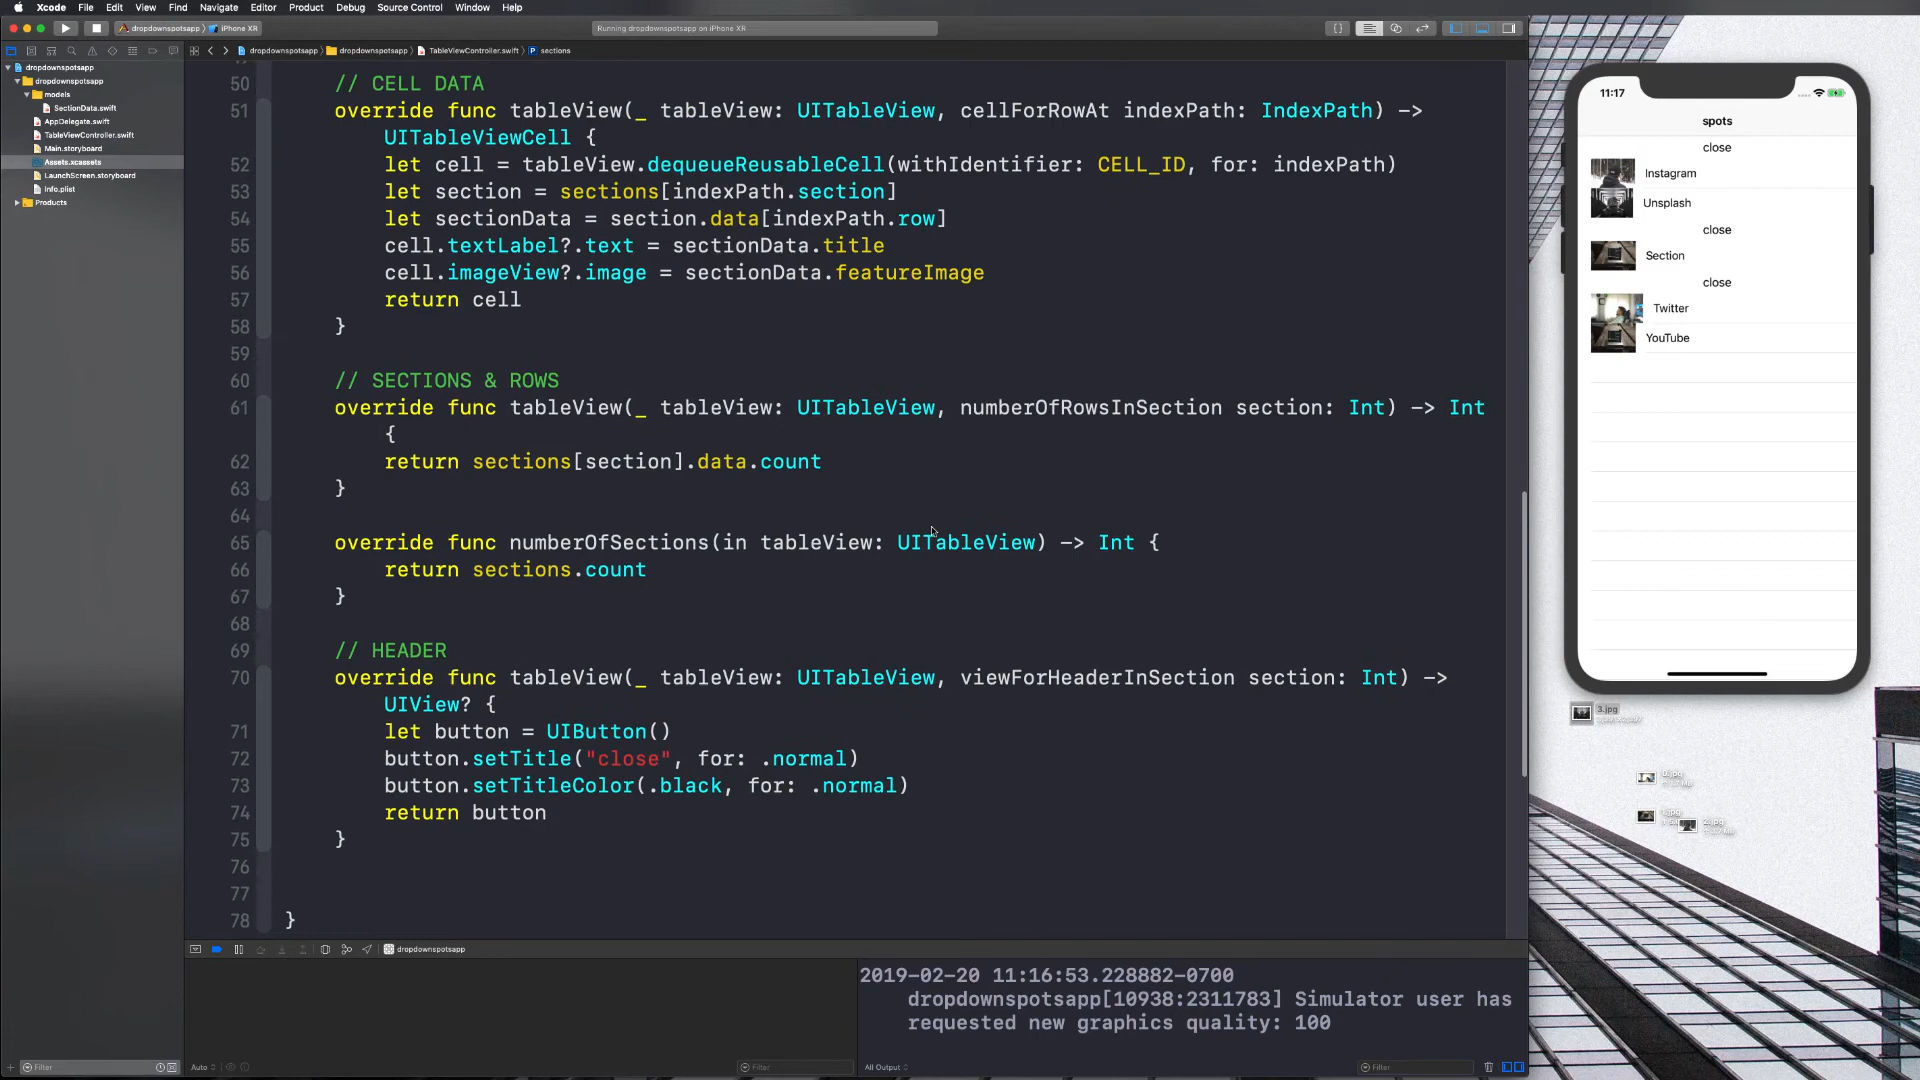 Xcode File Edit View Find Navigate Editor Product Debug Source Control Window Help
dropdownspotsapp iPhone XR
Running dropdownspotsapp on iPhone XR
dropdownspotsapp dropdownspotsapp TableViewController.swift P sections
dropdownspotsapp
dropdownspotsapp
models
SectionData.swift
AppDelegate.swift
TableViewController.swift
Main.storyboard
Assets.xcassets
LaunchScreen.storyboard
Info.plist
Products
50 // CELL DATA
51 override func tableView(_ tableView: UITableView, cellForRowAt indexPath: IndexPath) ->
UITableViewCell {
52 let cell = tableView.dequeueReusableCell(withIdentifier: CELL_ID, for: indexPath)
53 let section = sections[indexPath.section]
54 let sectionData = section.data[indexPath.row]
55 cell.textLabel?.text = sectionData.title
56 cell.imageView?.image = sectionData.featureImage
57 return cell
58 }
59
60 // SECTIONS & ROWS
61 override func tableView(_ tableView: UITableView, numberOfRowsInSection section: Int) -> Int
{
62 return sections[section].data.count
63 }
64
65 override func numberOfSections(in tableView: UITableView) -> Int {
66 return sections.count
67 }
68
69 // HEADER
70 override func tableView(_ tableView: UITableView, viewForHeaderInSection section: Int) ->
UIView? {
71 let button = UIButton()
72 button.setTitle("close", for: .normal)
73 button.setTitleColor(.black, for: .normal)
74 return button
75 }
76
77
78 }
dropdownspotsapp
2019-02-20 11:16:53.228882-0700
dropdownspotsapp[10938:2311783] Simulator user has
requested new graphics quality: 100
Filter
Auto
Filter
All Output
Filter
11:17
spots
close
Instagram
Unsplash
close
Section
close
Twitter
YouTube
3.jpg
0.jpg